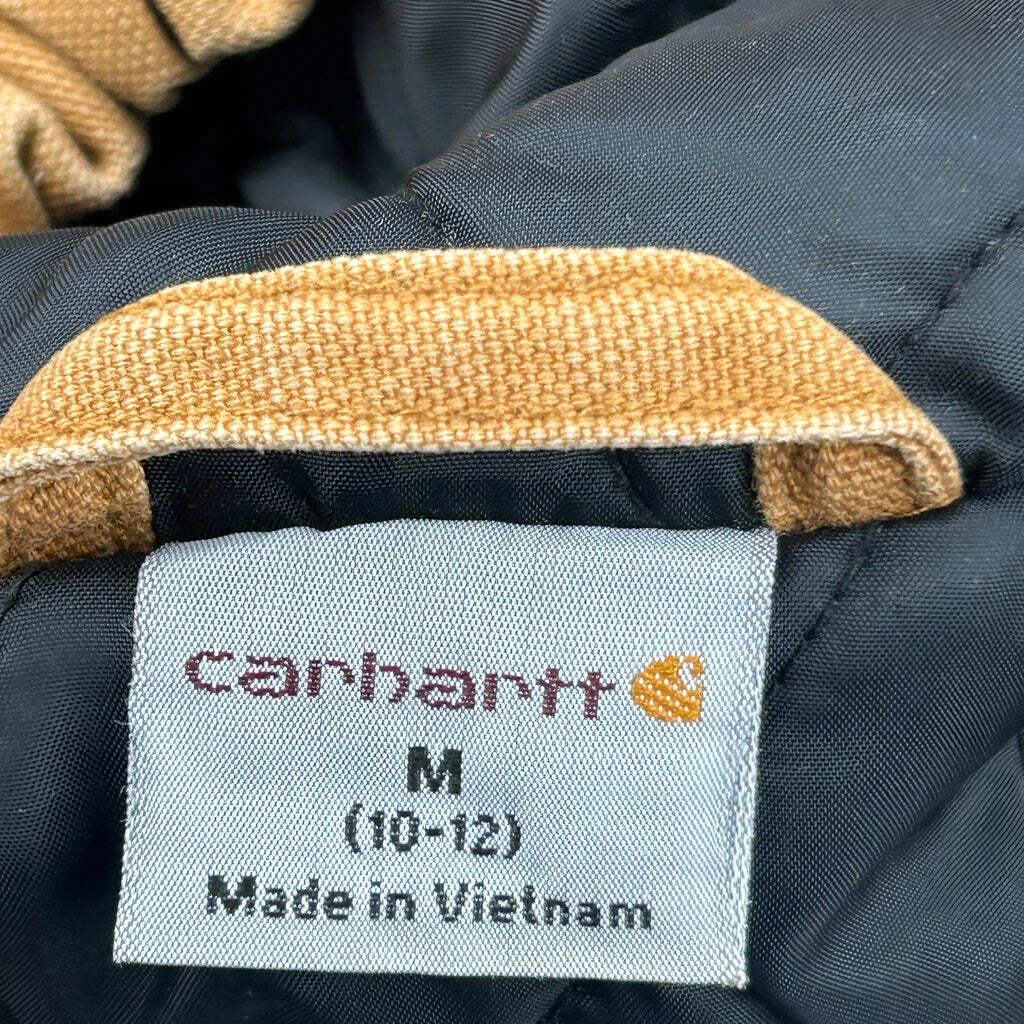 carhartt
M
(10-12)
Made in Vietnam